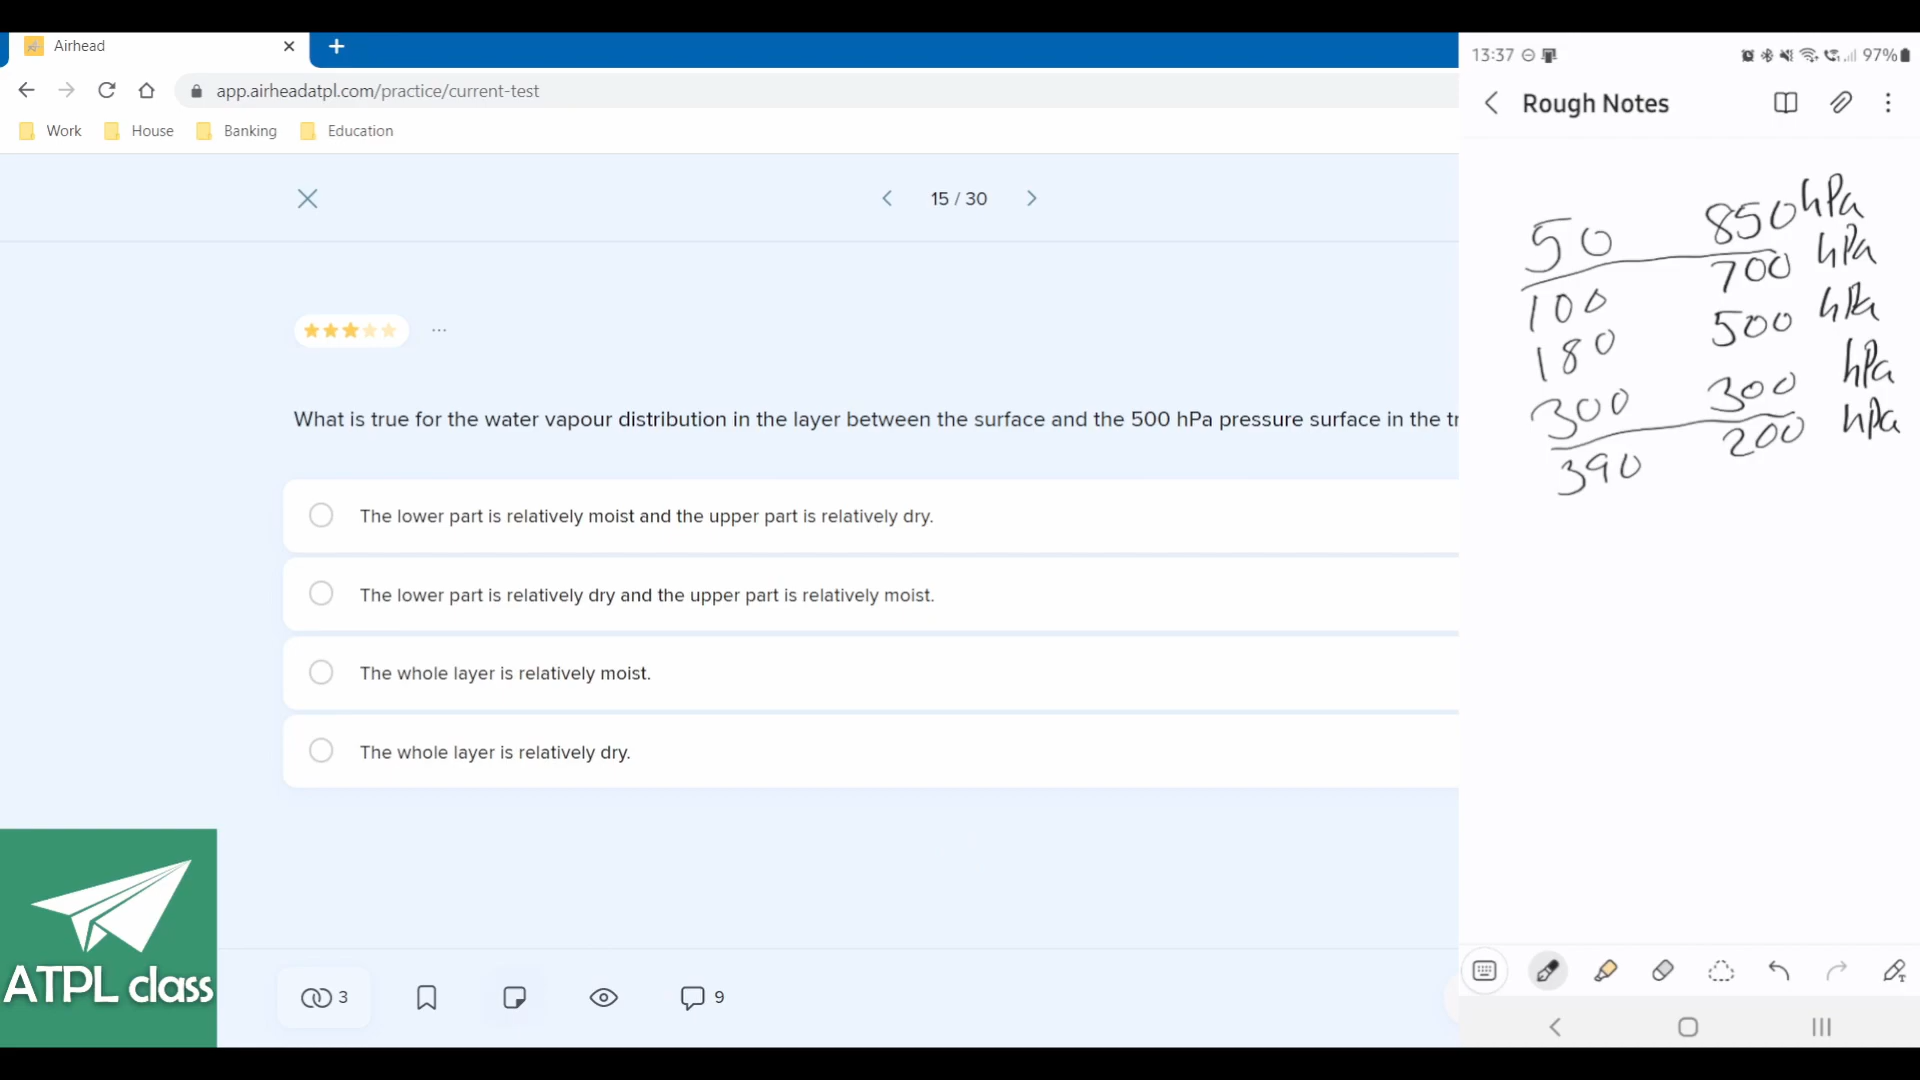 Airhead
app.airheadatpl.com/practice/current-test
Work House Banking Education
15 / 30
What is true for the water vapour distribution in the layer between the surface and the 500 hPa pressure surface in the tr
The lower part is relatively moist and the upper part is relatively dry.
The lower part is relatively dry and the upper part is relatively moist.
The whole layer is relatively moist.
The whole layer is relatively dry.
3
9
ATPL class
13:37
97%
Rough Notes
50 850 hPa
100 700 hPa
180 500 hPa
300 300 hPa
390 200 hPa